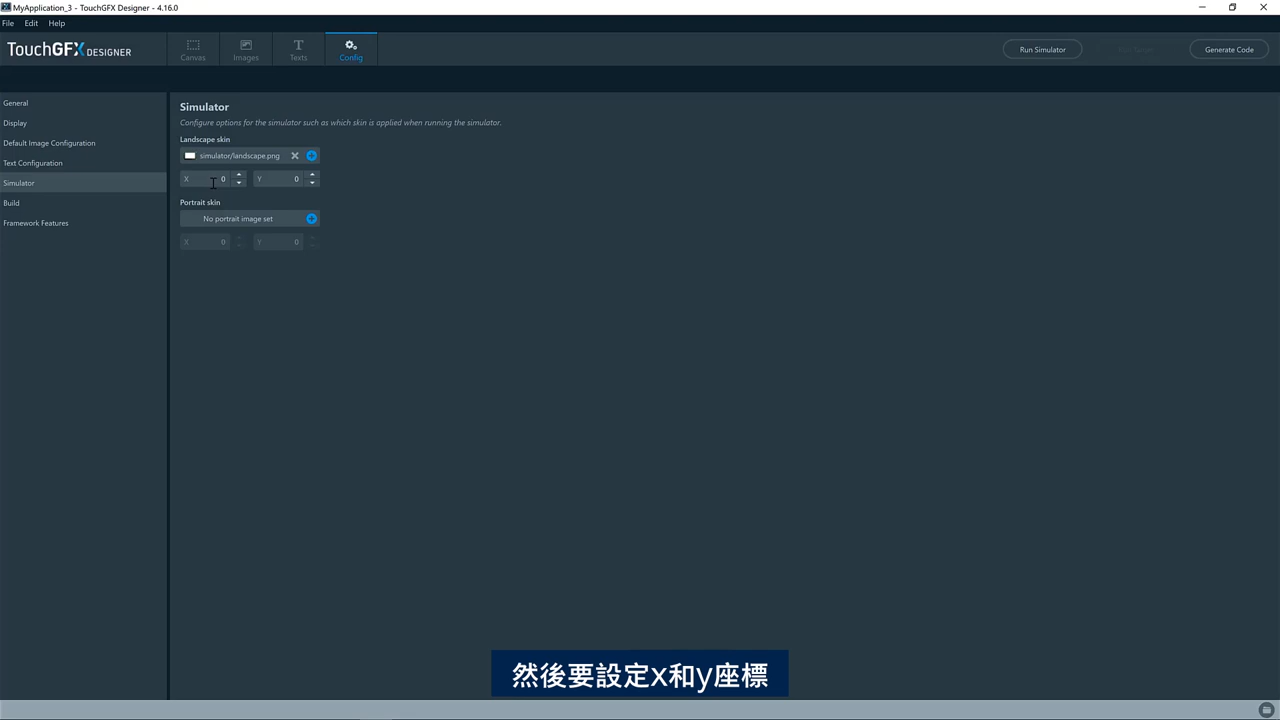 MyApplication_3 - TouchGFX Designer - 4.16.0
File Edit Help
TouchGFX DESIGNER
Canvas
Images
Texts
Config
Run Simulator
Generate Code
General
Display
Default Image Configuration
Text Configuration
Simulator
Build
Framework Features
Simulator
Configure options for the simulator such as which skin is applied when running the simulator.
Landscape skin
simulator/landscape.png
X 0 Y 0
Portrait skin
No portrait image set
X 0 Y 0
然後要設定x和y座標